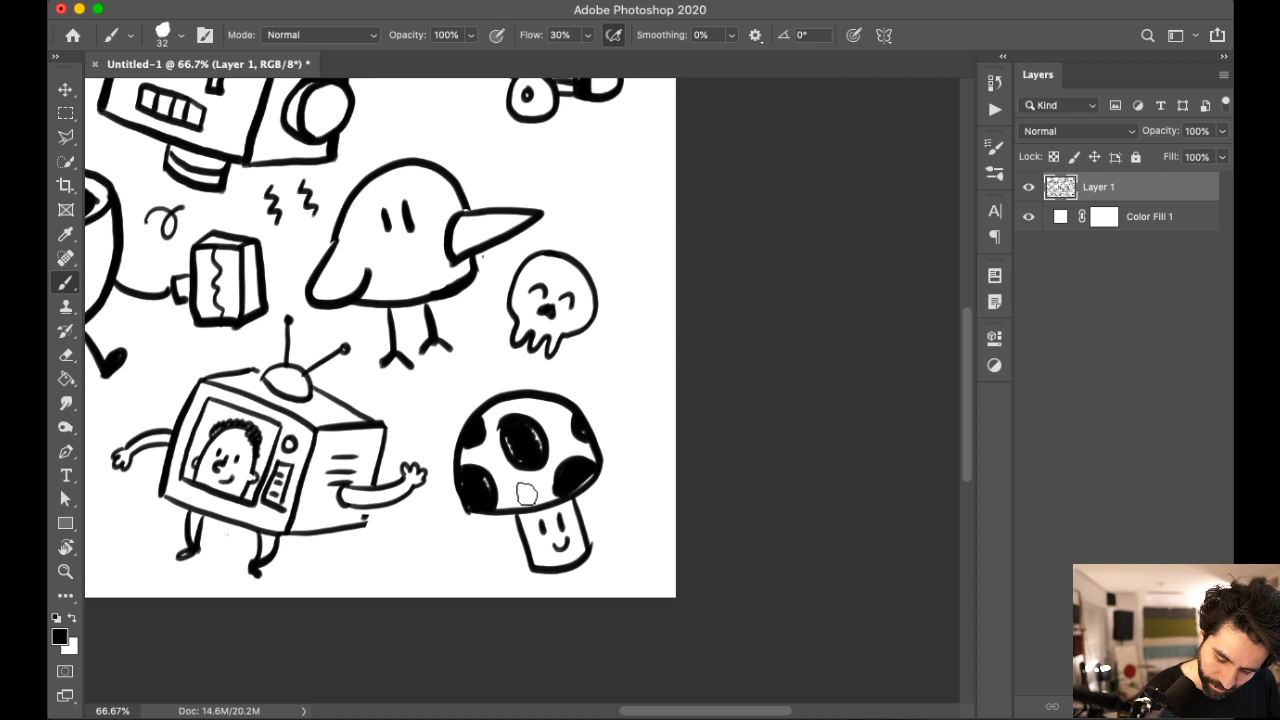 Adobe Photoshop 2020
32
Mode: Normal
Opacity: 100%
Flow: 30%
Smoothing: 0%
0°
Untitled-1 @ 66.7% (Layer 1, RGB/8*) *
Layers
Kind
Normal
Opacity: 100%
Lock:
Fill: 100%
Layer 1
Color Fill 1
66.67%
Doc: 14.6M/20.2M